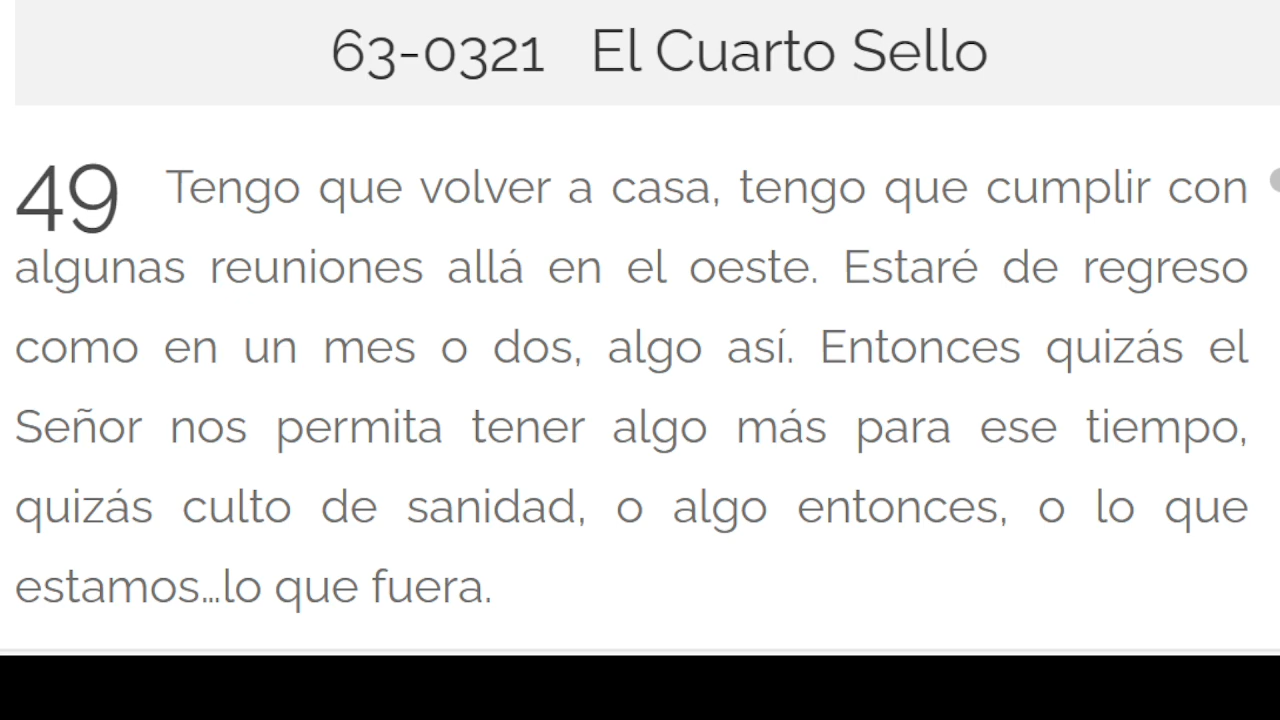 63-0321 El Cuarto Sello
49 Tengo que volver a casa, tengo que cumplir con
algunas reuniones allá en el oeste. Estaré de regreso
como en un mes o dos, algo así. Entonces quizás el
Señor nos permita tener algo más para ese tiempo,
quizás culto de sanidad, o algo entonces, o lo que
estamos...lo que fuera.